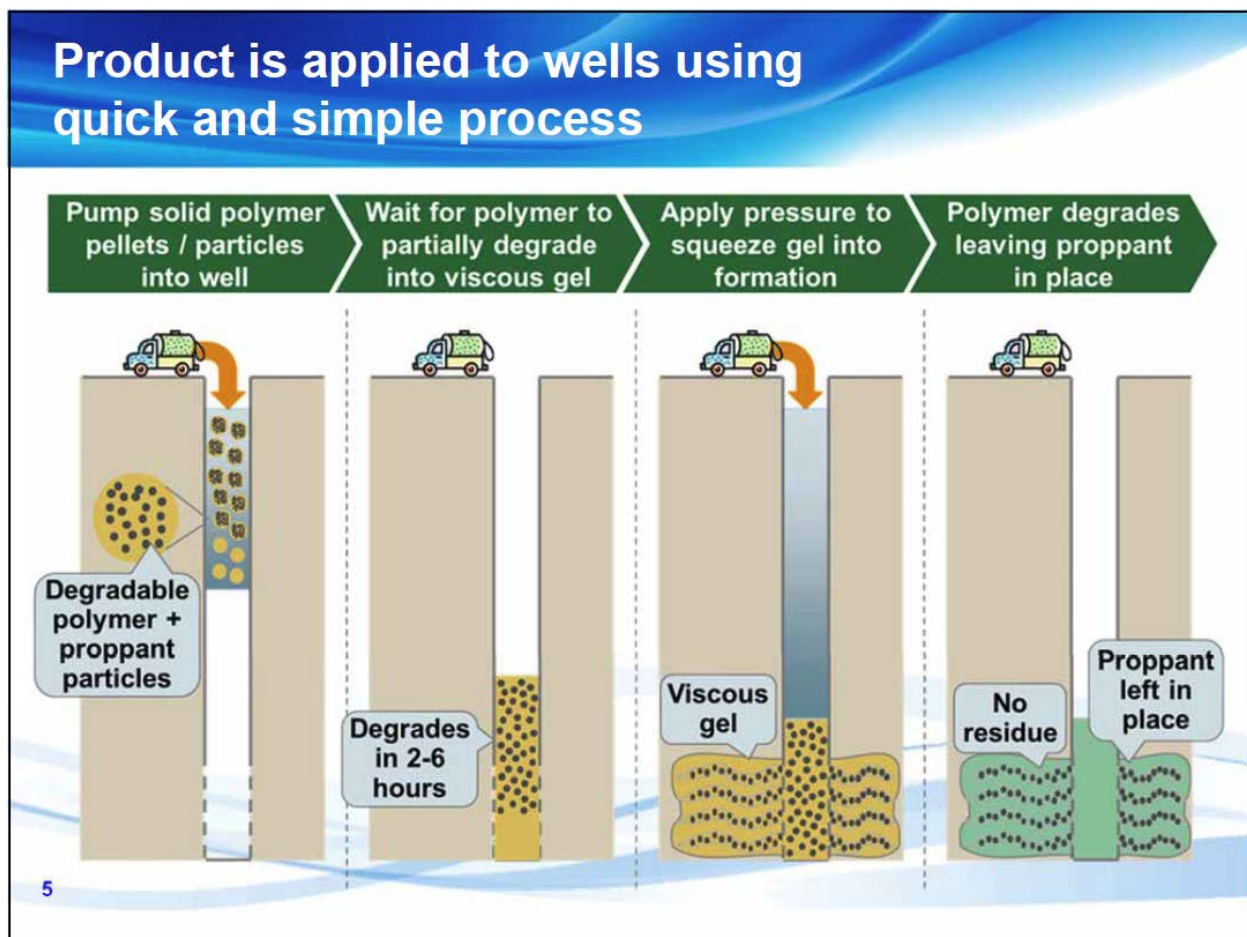 Product is applied to wells using
quick and simple process
Pump solid polymer
pellets / particles
into well
Wait for polymer to
partially degrade
into viscous gel
Apply pressure to
squeeze gel into
formation
Polymer degrades
leaving proppant
in place
Degradable
polymer +
proppant
particles
Degrades
in 2-6
hours
Viscous
gel
No
residue
Proppant
left in
place
5